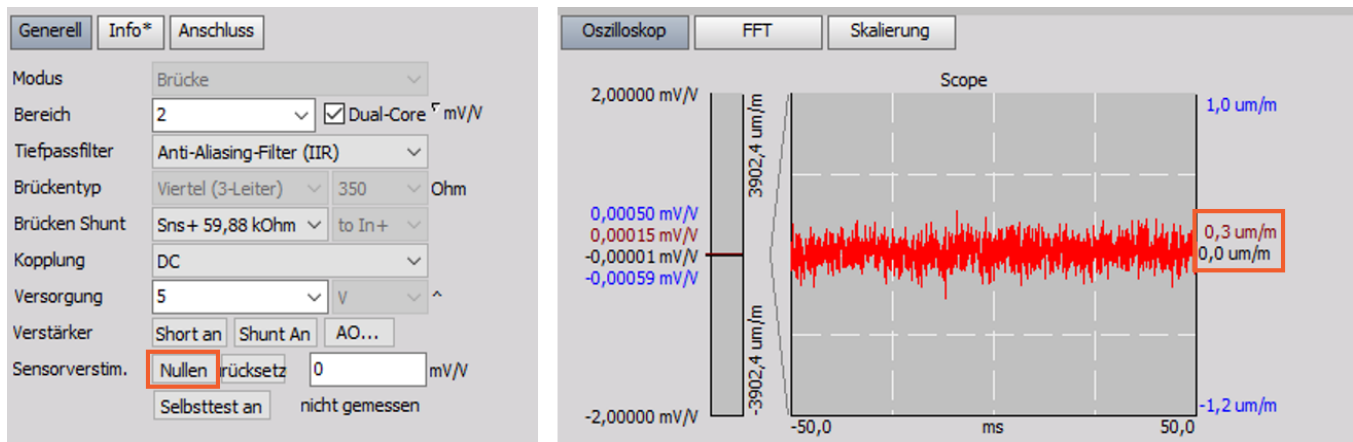 Generell Info* Anschluss
Modus Brücke
Bereich 2 Dual-Core mV/V
Tiefpassfilter Anti-Aliasing-Filter (IIR)
Brückentyp Viertel (3-Leiter) 350 Ohm
Brücken Shunt Sns+ 59,88 kOhm to In+
Kopplung DC
Versorgung 5 V ^
Verstärker Short an Shunt An AO...
Sensorverstim. Nullen rücksetz 0 mV/V
Selbsttest an nicht gemessen
Oszilloskop FFT Skalierung
Scope
2,00000 mV/V
3902,4 um/m
1,0 um/m
0,00050 mV/V
0,00015 mV/V
-0,00001 mV/V
-0,00059 mV/V
0,3 um/m
0,0 um/m
-3902,4 um/m
-2,00000 mV/V
-1,2 um/m
-50,0 ms 50,0